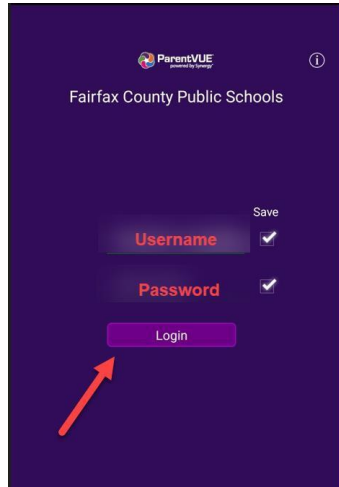 ParentVUE
powered by Synergy
Fairfax County Public Schools
Save
Username
Password
Login